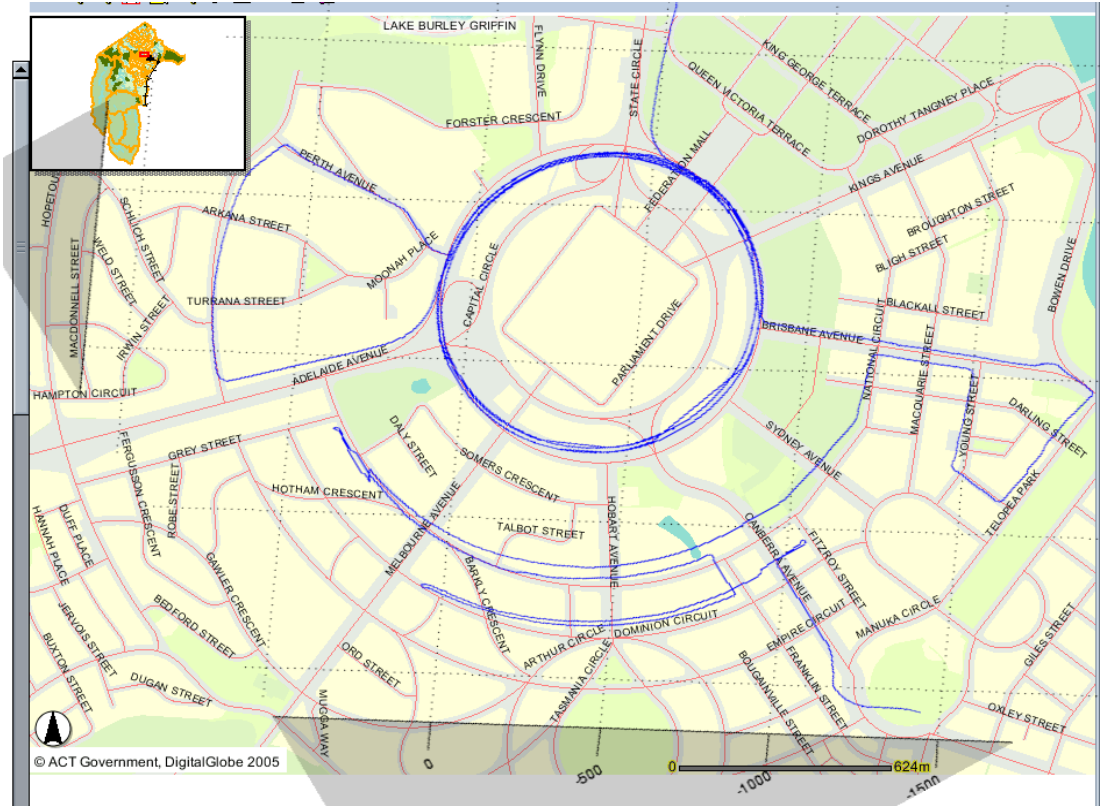 LAKE BURLEY GRIFFIN
FLYNN DRIVE
STATE CIRCLE
KING GEORGE TERRACE
QUEEN VICTORIA TERRACE
DOROTHY TANGNEY PLACE
FORSTER CRESCENT
FEDERATION MALL
KINGS AVENUE
PERTH AVENUE
HOPETOU
SCHLICH STREET
ARKANA STREET
BROUGHTON STREET
BLIGH STREET
MACDONNELL STREET
WELD STREET
MOONAH PLACE
CAPITAL CIRCLE
BOWEN DRIVE
TURRANA STREET
IRWIN STREET
PARLIAMENT DRIVE
BLACKALL STREET
NATIONAL CIRCUIT
BRISBANE AVENUE
MACQUARIE STREET
ADELAIDE AVENUE
HAMPTON CIRCUIT
YOUNG STREET
DARLING STREET
GREY STREET
DALY STREET
SYDNEY AVENUE
FERGUSSON CRESCENT
ROBE STREET
SOMERS CRESCENT
HOTHAM CRESCENT
MELBOURNE AVENUE
HOBART AVENUE
TELOPEA PARK
HANNAH PLACE
DUFF PLACE
TALBOT STREET
CANBERRA AVENUE
FITZROY STREET
GAWLER CRESCENT
BARKLY CRESCENT
JERVOIS STREET
BEDFORD STREET
ARTHUR CIRCLE
DOMINION CIRCUIT
EMPIRE CIRCUIT
MANUKA CIRCLE
GILES STREET
BUXTON STREET
ORD STREET
TASMANIA CIRCLE
BOUGAINVILLE STREET
FRANKLIN STREET
DUGAN STREET
MUGGA WAY
OXLEY STREET
© ACT Government, DigitalGlobe 2005
0
-500
-1000
-1500
0
624m